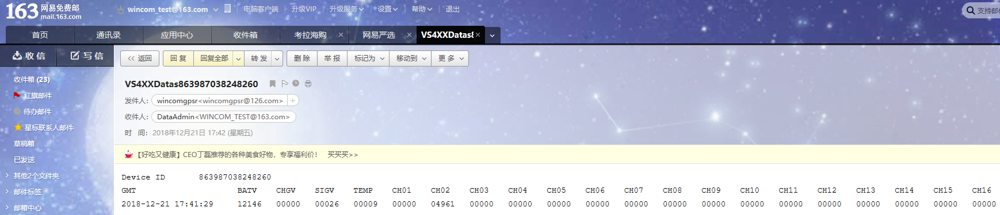 163 网易免费邮 mail.163.com
wincom_test@163.com 电脑客户端 升级VIP 升级服务 设置 帮助 退出
首页 通讯录 应用中心 收件箱 考拉海购 × 网易严选 × VS4XXDatas8 ×
收信 写信 << 返回 回复 回复全部 转发 删除 举报 标记为 移动到 更多
收件箱 (23)
红旗邮件
待办邮件
星标联系人邮件
草稿箱
已发送
其他2个文件夹
邮件标签
邮箱中心
VS4XXDatas863987038248260
发件人: wincomgpsr<wincomgpsr@126.com> +
收件人: DataAdmin<WINCOM_TEST@163.com>
时 间: 2018年12月21日 17:42 (星期五)
【好吃又健康】CEO丁磊推荐的各种美食好物，专享福利价！ 买买买>>
Device ID 863987038248260
GMT BATV CHGV SIGV TEMP CH01 CH02 CH03 CH04 CH05 CH06 CH07 CH08 CH09 CH10 CH11 CH12 CH13 CH14 CH15 CH16
2018-12-21 17:41:29 12146 00000 00026 00009 00000 04961 00000 00000 00000 00000 00000 00000 00000 00000 00000 00000 00000 00000 00000 00000